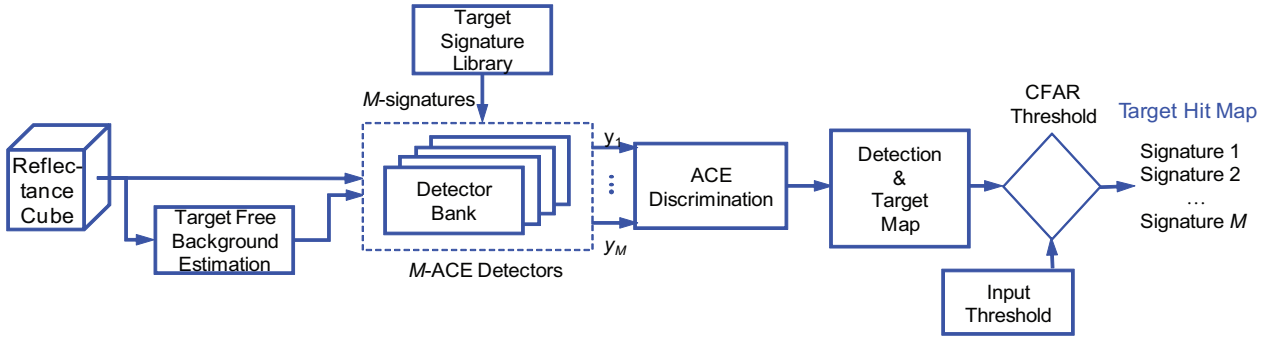 Target
Signature
Library
M-signatures
Reflec-
tance
Cube
Target Free
Background
Estimation
Detector
Bank
M-ACE Detectors
y1
⋮
yM
ACE
Discrimination
Detection
&
Target
Map
CFAR
Threshold
Input
Threshold
Target Hit Map
Signature 1
Signature 2
…
Signature M